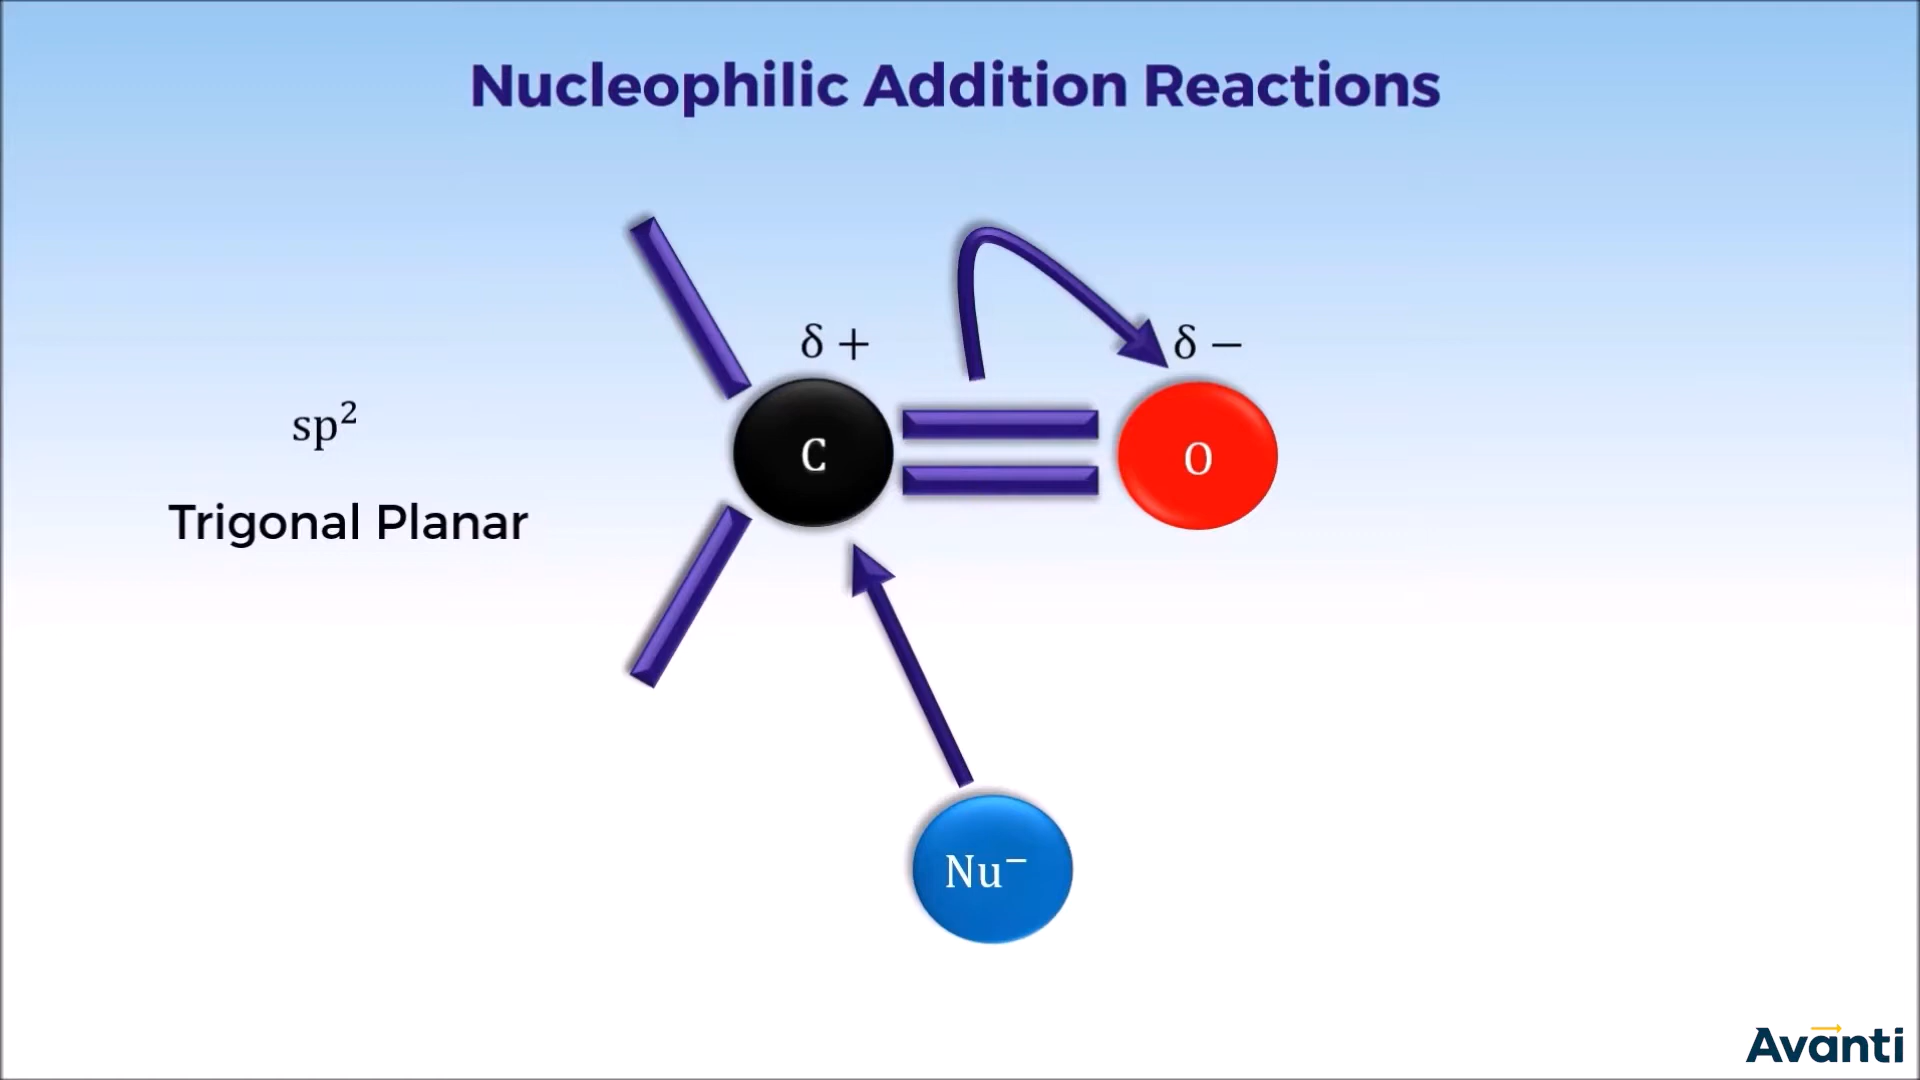 Nucleophilic Addition Reactions
δ +
δ −
sp²
C
O
Trigonal Planar
Nu⁻
Avanti